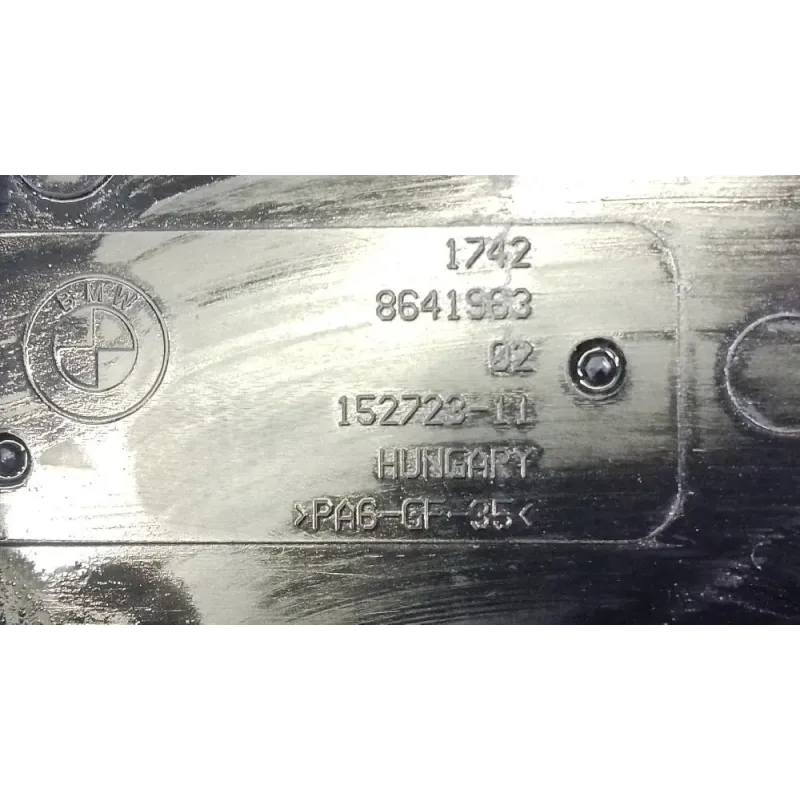 BMW
1742
8641963
02
152723-11
HUNGARY
>PA6-GF-35<